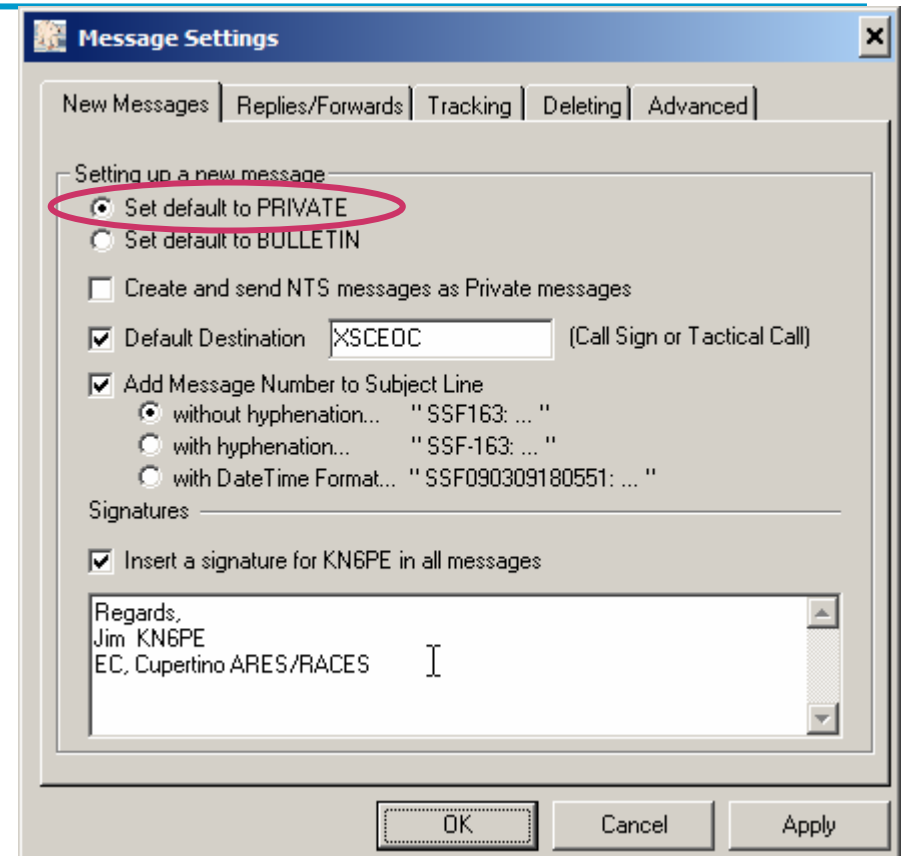 Message Settings
New Messages Replies/Forwards Tracking Deleting Advanced
Setting up a new message
Set default to PRIVATE
Set default to BULLETIN
Create and send NTS messages as Private messages
Default Destination XSCEOC (Call Sign or Tactical Call)
Add Message Number to Subject Line
without hyphenation... " SSF163: ... "
with hyphenation... " SSF-163: ... "
with DateTime Format... " SSF090309180551: ... "
Signatures
Insert a signature for KN6PE in all messages
Regards,
Jim KN6PE
EC, Cupertino ARES/RACES
OK Cancel Apply